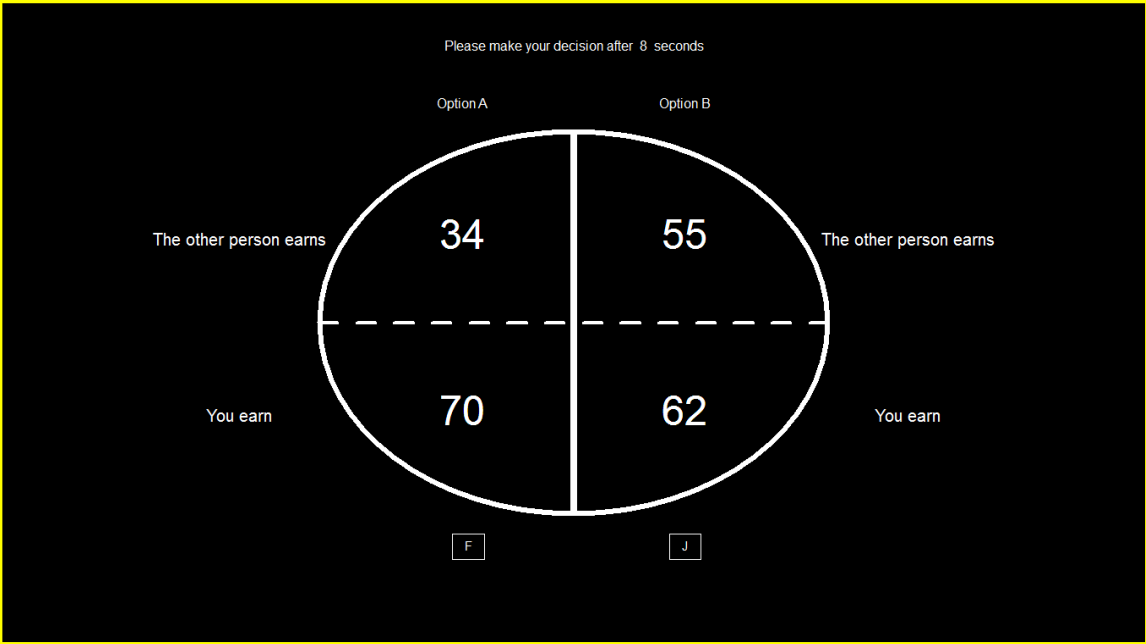 Please make your decision after 8 seconds
Option A Option B
34 55
The other person earns The other person earns
70 62
You earn You earn
F J